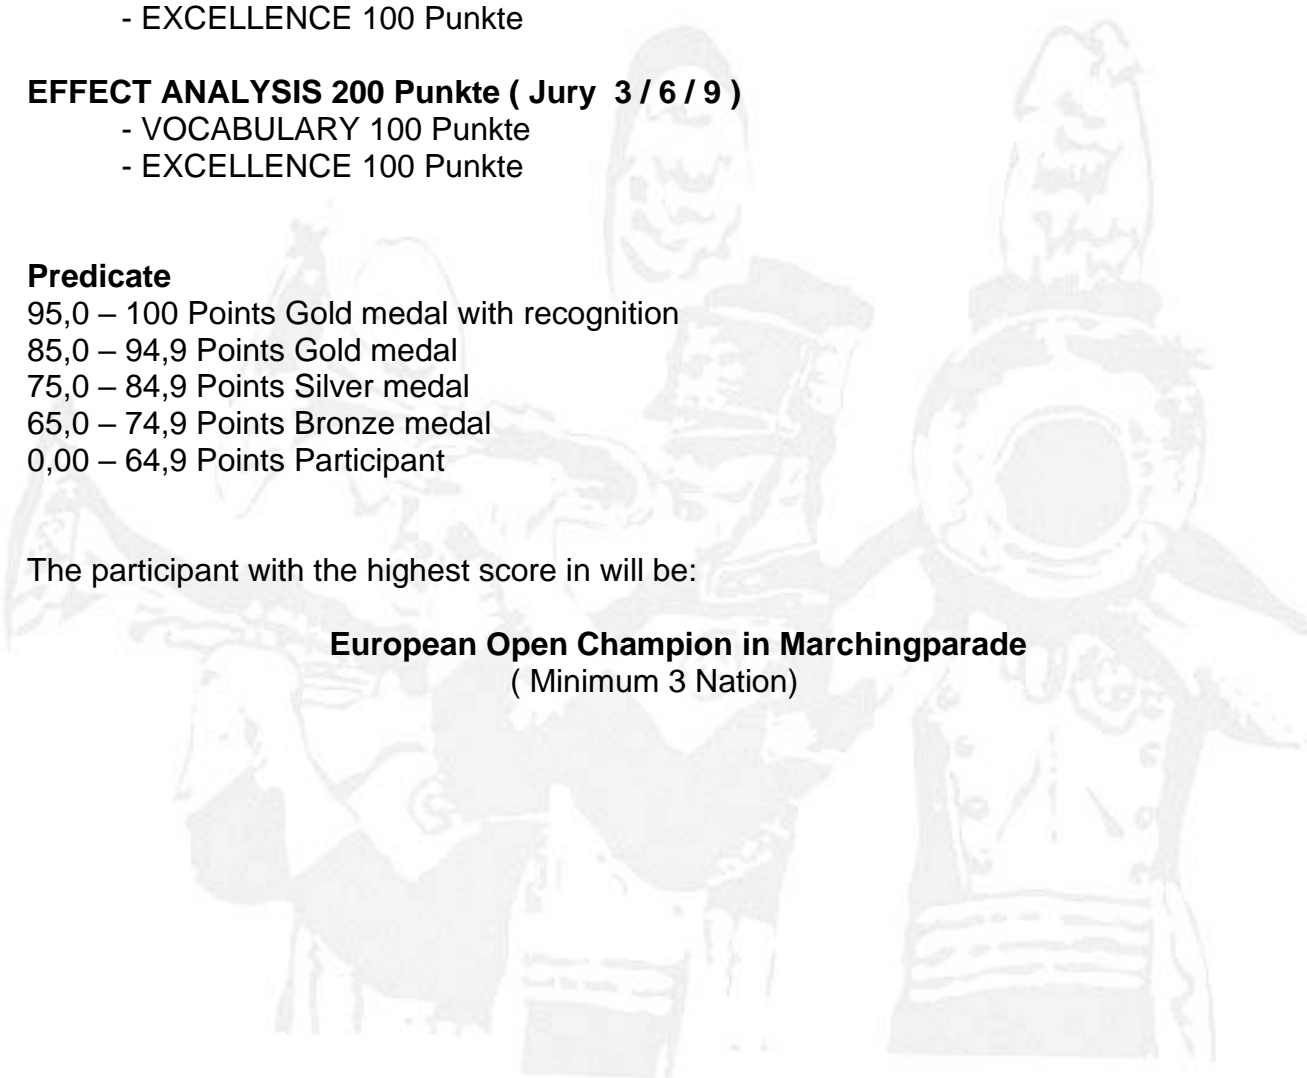 - EXCELLENCE 100 Punkte
EFFECT ANALYSIS 200 Punkte ( Jury  3 / 6 / 9 )
- VOCABULARY 100 Punkte
- EXCELLENCE 100 Punkte
Predicate
95,0 – 100 Points Gold medal with recognition
85,0 – 94,9 Points Gold medal
75,0 – 84,9 Points Silver medal
65,0 – 74,9 Points Bronze medal
0,00 – 64,9 Points Participant
The participant with the highest score in will be:
European Open Champion in Marchingparade
( Minimum 3 Nation)